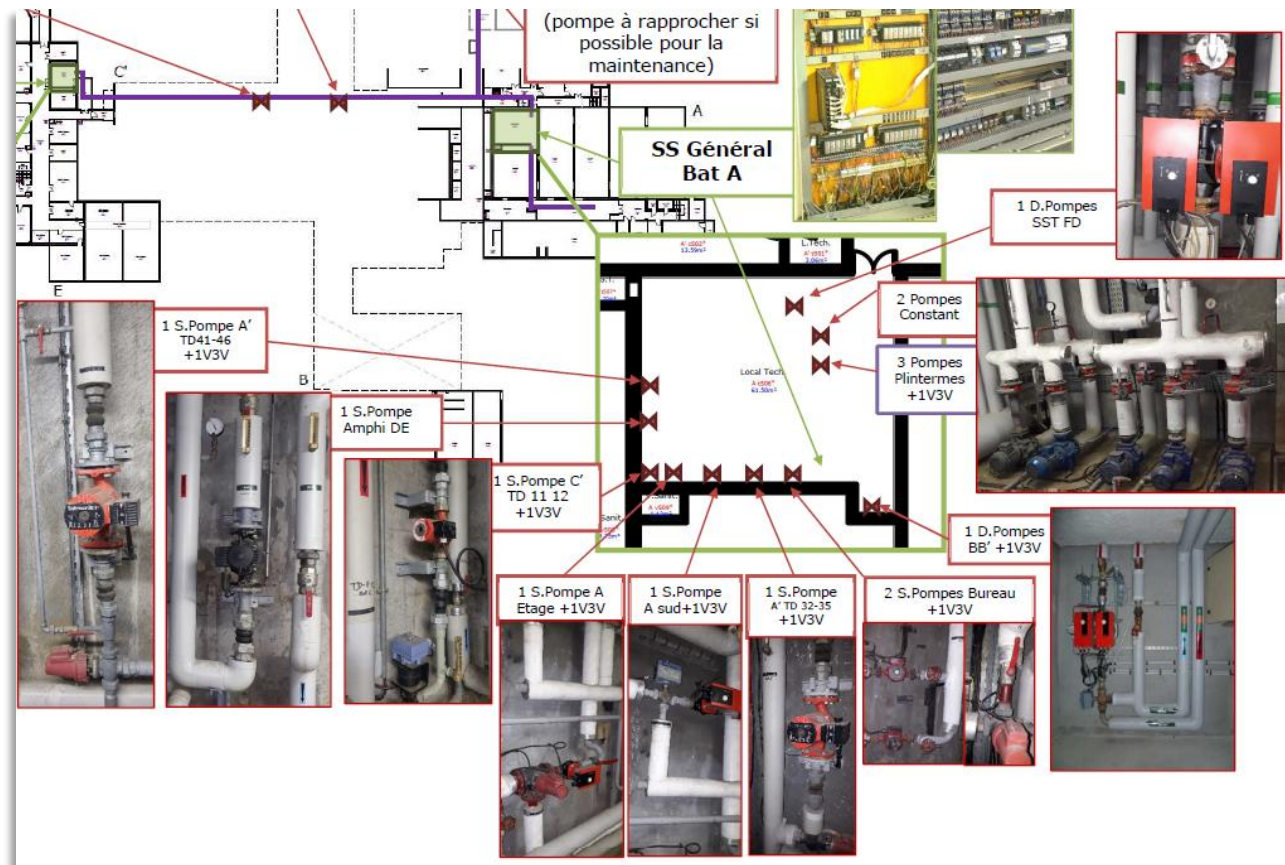 (pompe à rapprocher si
possible pour la
maintenance)
C'
A
SS Général
Bat A
1 D.Pompes
SST FD
L.Tech.
2 Pompes
Constant
3 Pompes
Plintermes
+1V3V
Local Tech.
E
B
1 S.Pompe A'
TD41-46
+1V3V
1 S.Pompe
Amphi DE
1 S.Pompe C'
TD 11 12
+1V3V
1 D.Pompes
BB' +1V3V
1 S.Pompe A
Etage +1V3V
1 S.Pompe
A sud+1V3V
1 S.Pompe
A' TD 32-35
+1V3V
2 S.Pompes Bureau
+1V3V